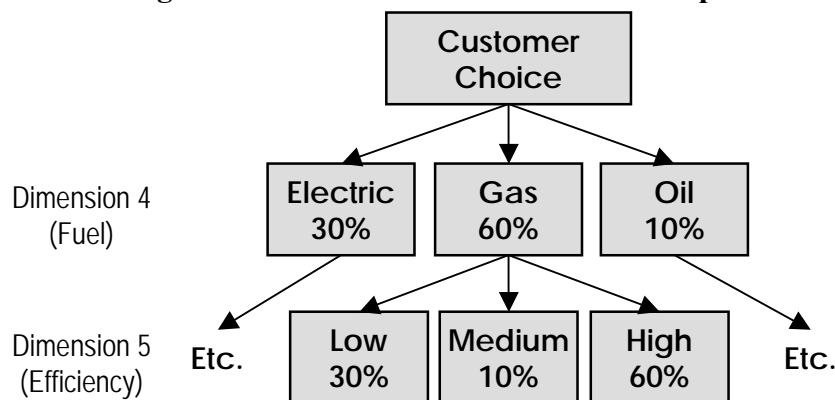 Customer
Choice
Dimension 4
(Fuel)
Electric
30%
Gas
60%
Oil
10%
Dimension 5
(Efficiency)
Etc.
Low
30%
Medium
10%
High
60%
Etc.